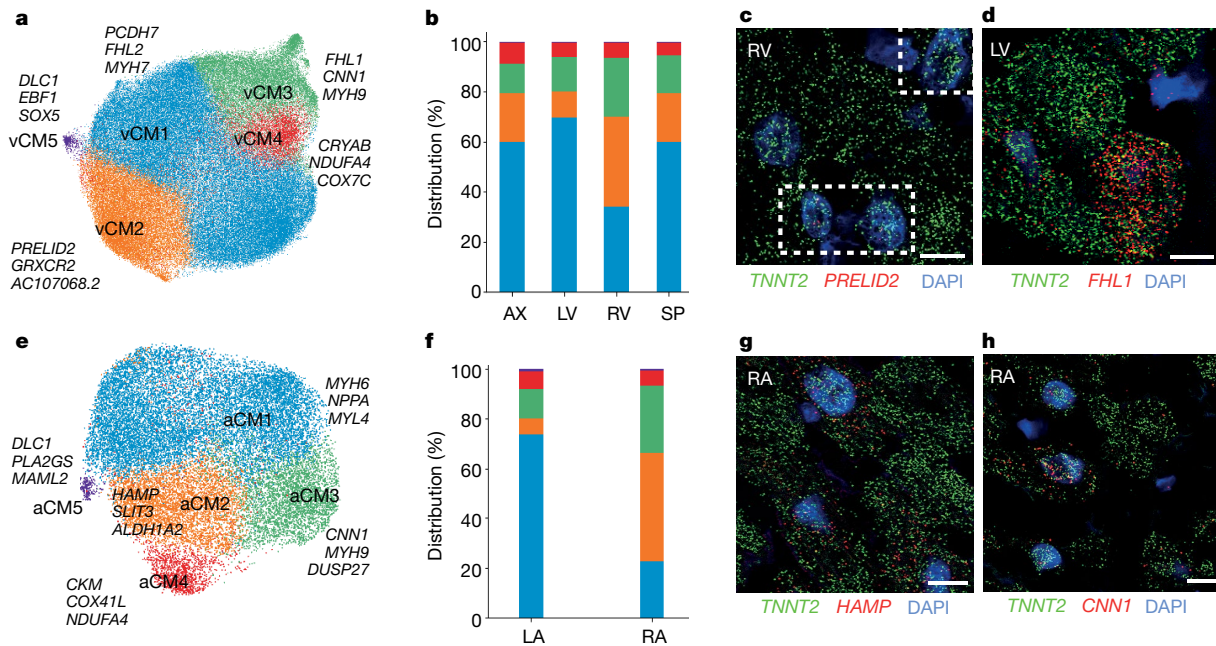 a
PCDH7
FHL2
MYH7
FHL1
CNN1
MYH9
DLC1
EBF1
SOX5
vCM5
vCM1
vCM3
vCM4
CRYAB
NDUFA4
COX7C
vCM2
PRELID2
GRXCR2
AC107068.2
b
Distribution (%)
100
80
60
40
20
0
AX LV RV SP
c
RV
TNNT2 PRELID2 DAPI
d
LV
TNNT2 FHL1 DAPI
e
MYH6
NPPA
MYL4
aCM1
DLC1
PLA2GS
MAML2
aCM5
aCM2
HAMP
SLIT3
ALDH1A2
aCM3
CNN1
MYH9
DUSP27
aCM4
CKM
COX41L
NDUFA4
f
Distribution (%)
100
80
60
40
20
0
LA RA
g
RA
TNNT2 HAMP DAPI
h
RA
TNNT2 CNN1 DAPI